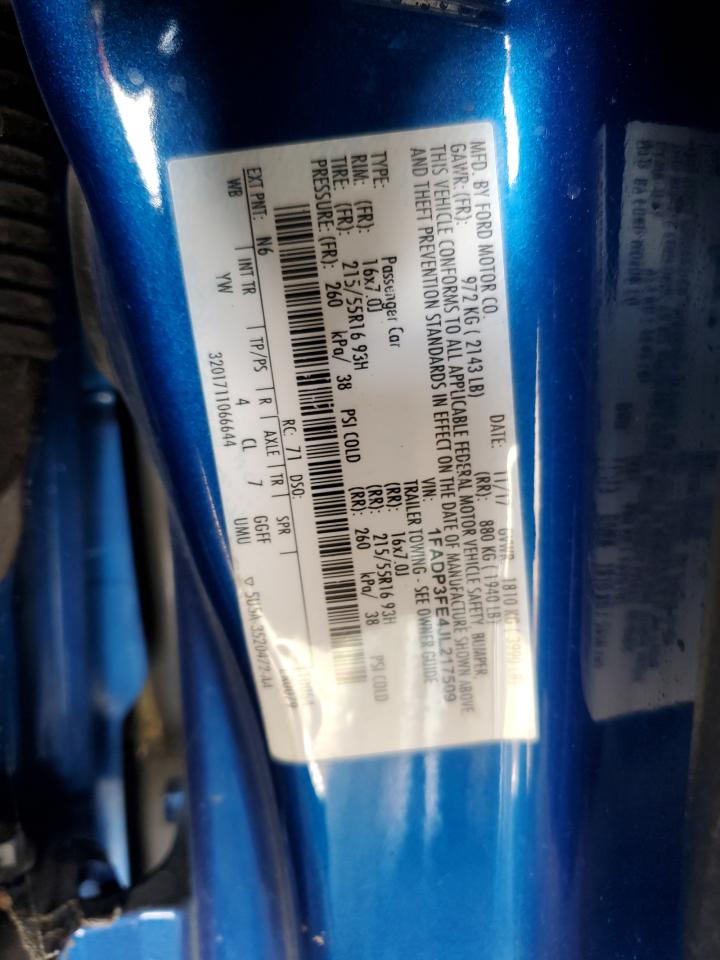 MFD. BY FORD MOTOR CO.
DATE: 11/17 GVWR 1810 KG
GAWR: (FR): 972 KG ( 2143 LB) (RR): 880 KG ( 1940 LB)
THIS VEHICLE CONFORMS TO ALL APPLICABLE FEDERAL MOTOR VEHICLE SAFETY, BUMPER
AND THEFT PREVENTION STANDARDS IN EFFECT ON THE DATE OF MANUFACTURE SHOWN ABOVE
VIN: 1FADP3FE4JL217509
TYPE: Passenger Car TRAILER TOWING - SEE OWNER GUIDE
RIM: (FR): 16x7.0J (RR): 16x7.0J
TIRE: (FR): 215/55R16 93H (RR): 215/55R16 93H
PRESSURE: (FR): 260 kPa/ 38 PSI COLD (RR): 260 kPa/ 38 PSI COLD
EXT PNT: N6 RC: 71 DSO:
WB INT TR TP/PS R AXLE TR SPR
YW 4 CL 7 GGFF
3201711066644 UMU